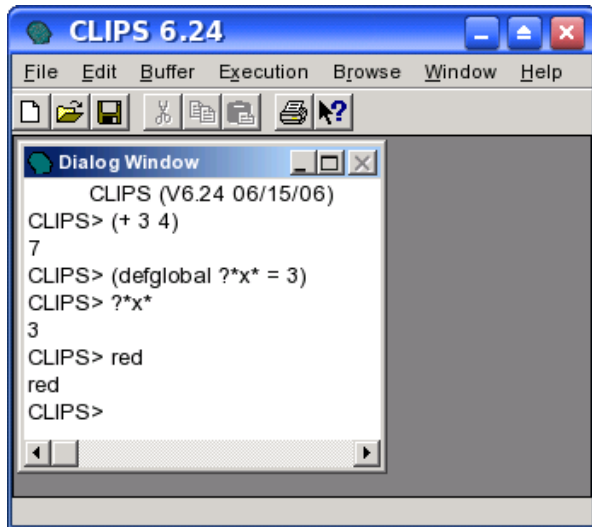 CLIPS 6.24
File Edit Buffer Execution Browse Window Help
Dialog Window
CLIPS (V6.24 06/15/06)
CLIPS> (+ 3 4)
7
CLIPS> (defglobal ?*x* = 3)
CLIPS> ?*x*
3
CLIPS> red
red
CLIPS>